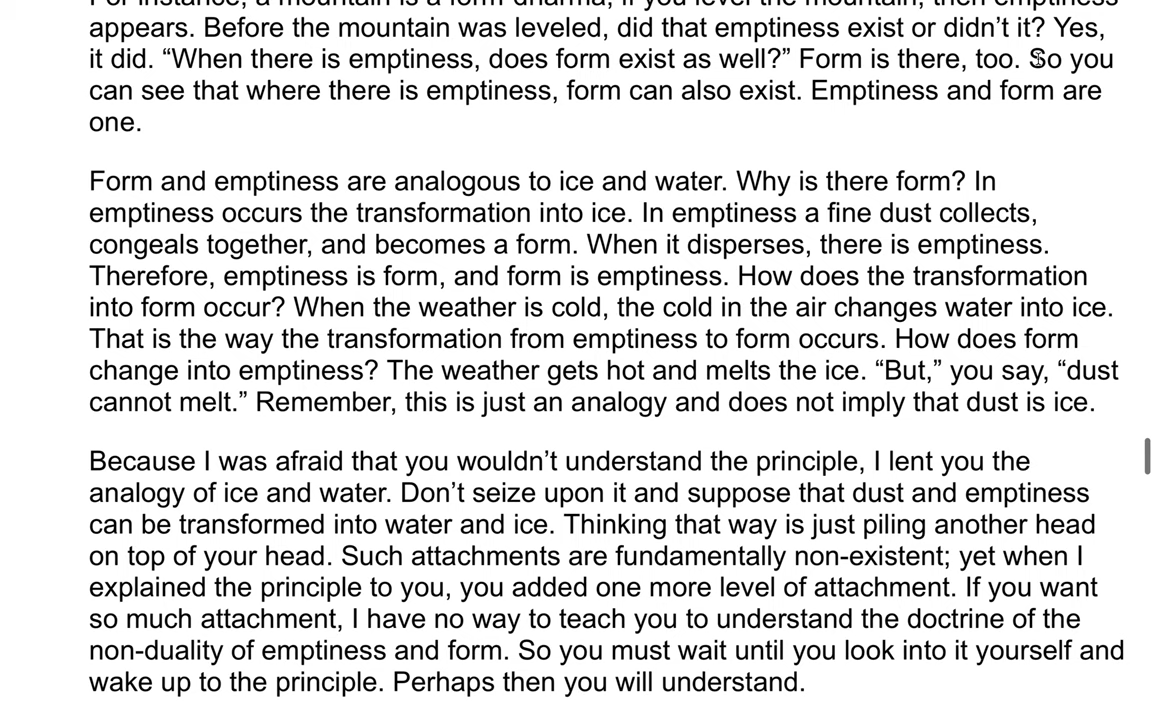 For instance, a mountain is a form dharma; if you level the mountain, then emptiness
appears. Before the mountain was leveled, did that emptiness exist or didn’t it? Yes,
it did. “When there is emptiness, does form exist as well?” Form is there, too. So you
can see that where there is emptiness, form can also exist. Emptiness and form are
one.
Form and emptiness are analogous to ice and water. Why is there form? In
emptiness occurs the transformation into ice. In emptiness a fine dust collects,
congeals together, and becomes a form. When it disperses, there is emptiness.
Therefore, emptiness is form, and form is emptiness. How does the transformation
into form occur? When the weather is cold, the cold in the air changes water into ice.
That is the way the transformation from emptiness to form occurs. How does form
change into emptiness? The weather gets hot and melts the ice. “But,” you say, “dust
cannot melt.” Remember, this is just an analogy and does not imply that dust is ice.
Because I was afraid that you wouldn’t understand the principle, I lent you the
analogy of ice and water. Don’t seize upon it and suppose that dust and emptiness
can be transformed into water and ice. Thinking that way is just piling another head
on top of your head. Such attachments are fundamentally non-existent; yet when I
explained the principle to you, you added one more level of attachment. If you want
so much attachment, I have no way to teach you to understand the doctrine of the
non-duality of emptiness and form. So you must wait until you look into it yourself and
wake up to the principle. Perhaps then you will understand.